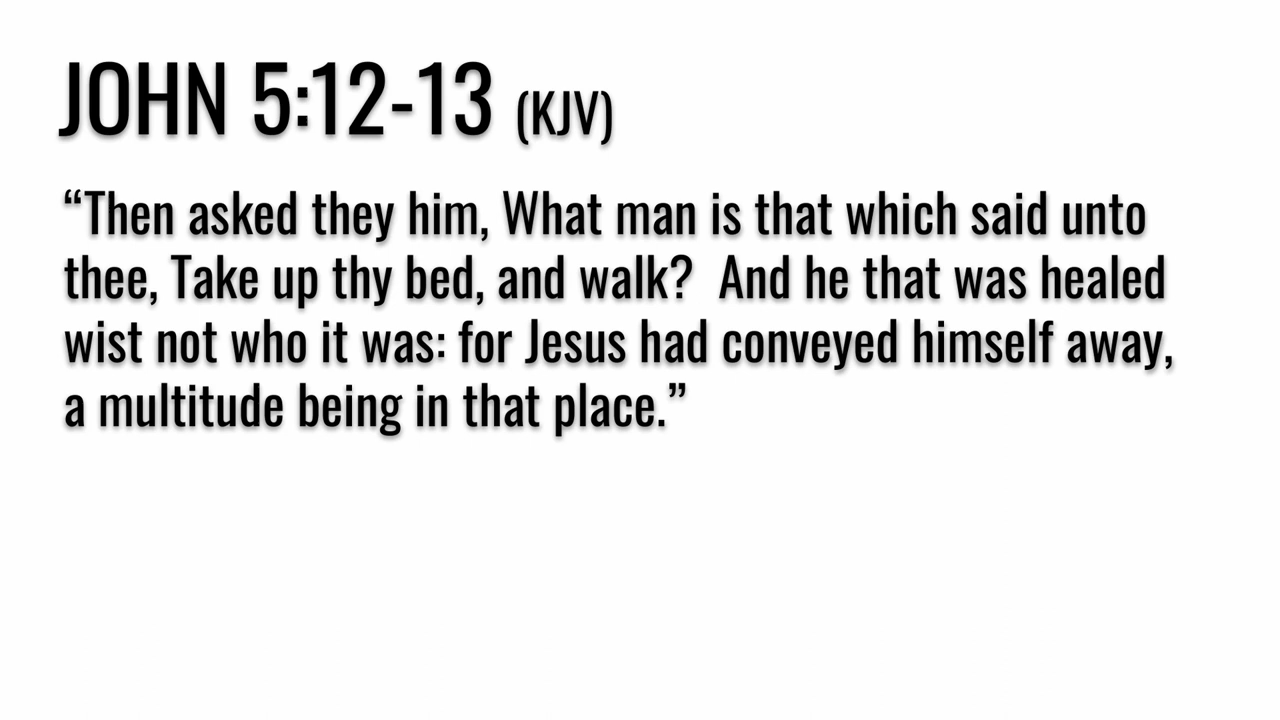 JOHN 5:12-13 (KJV)
“Then asked they him, What man is that which said unto
thee, Take up thy bed, and walk?  And he that was healed
wist not who it was: for Jesus had conveyed himself away,
a multitude being in that place.”